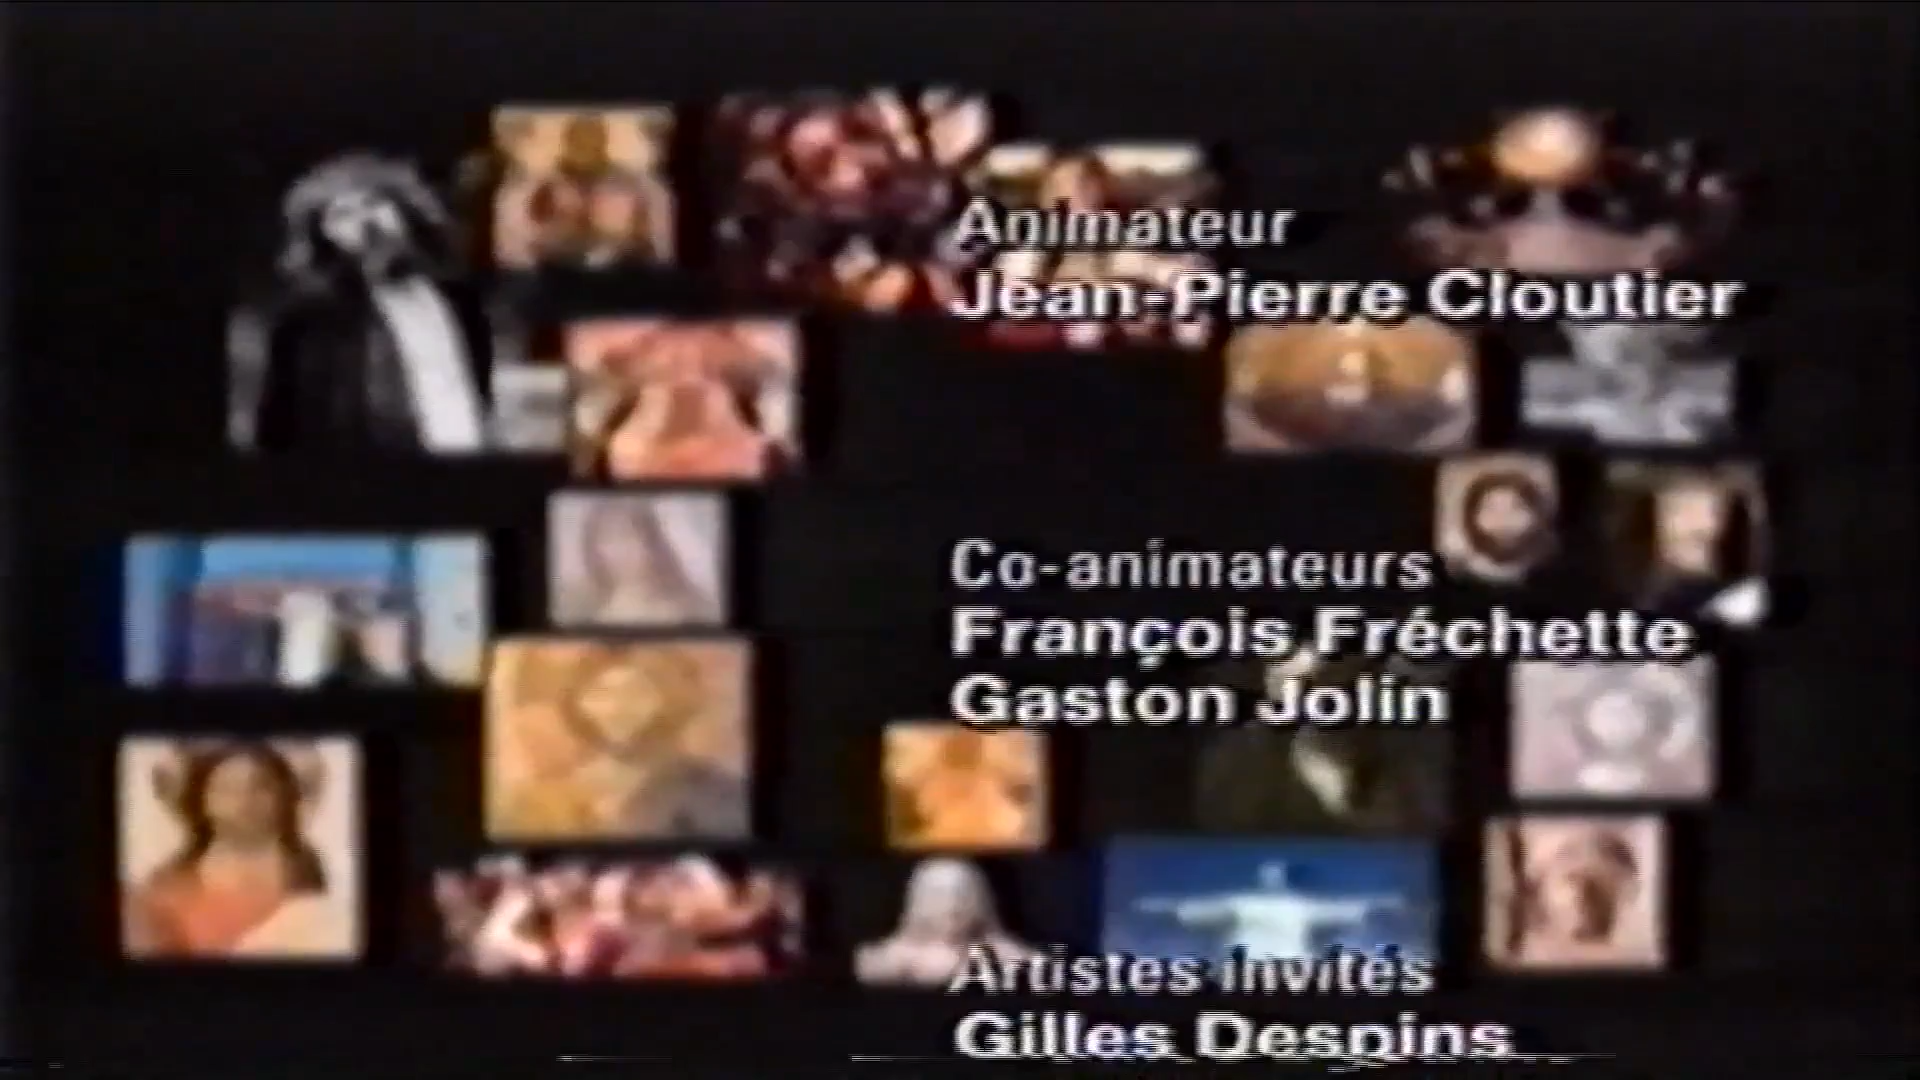 Animateur
Jean-Pierre Cloutier
Co-animateurs
François Fréchette
Gaston Jolin
Artistes invités
Gilles Despins